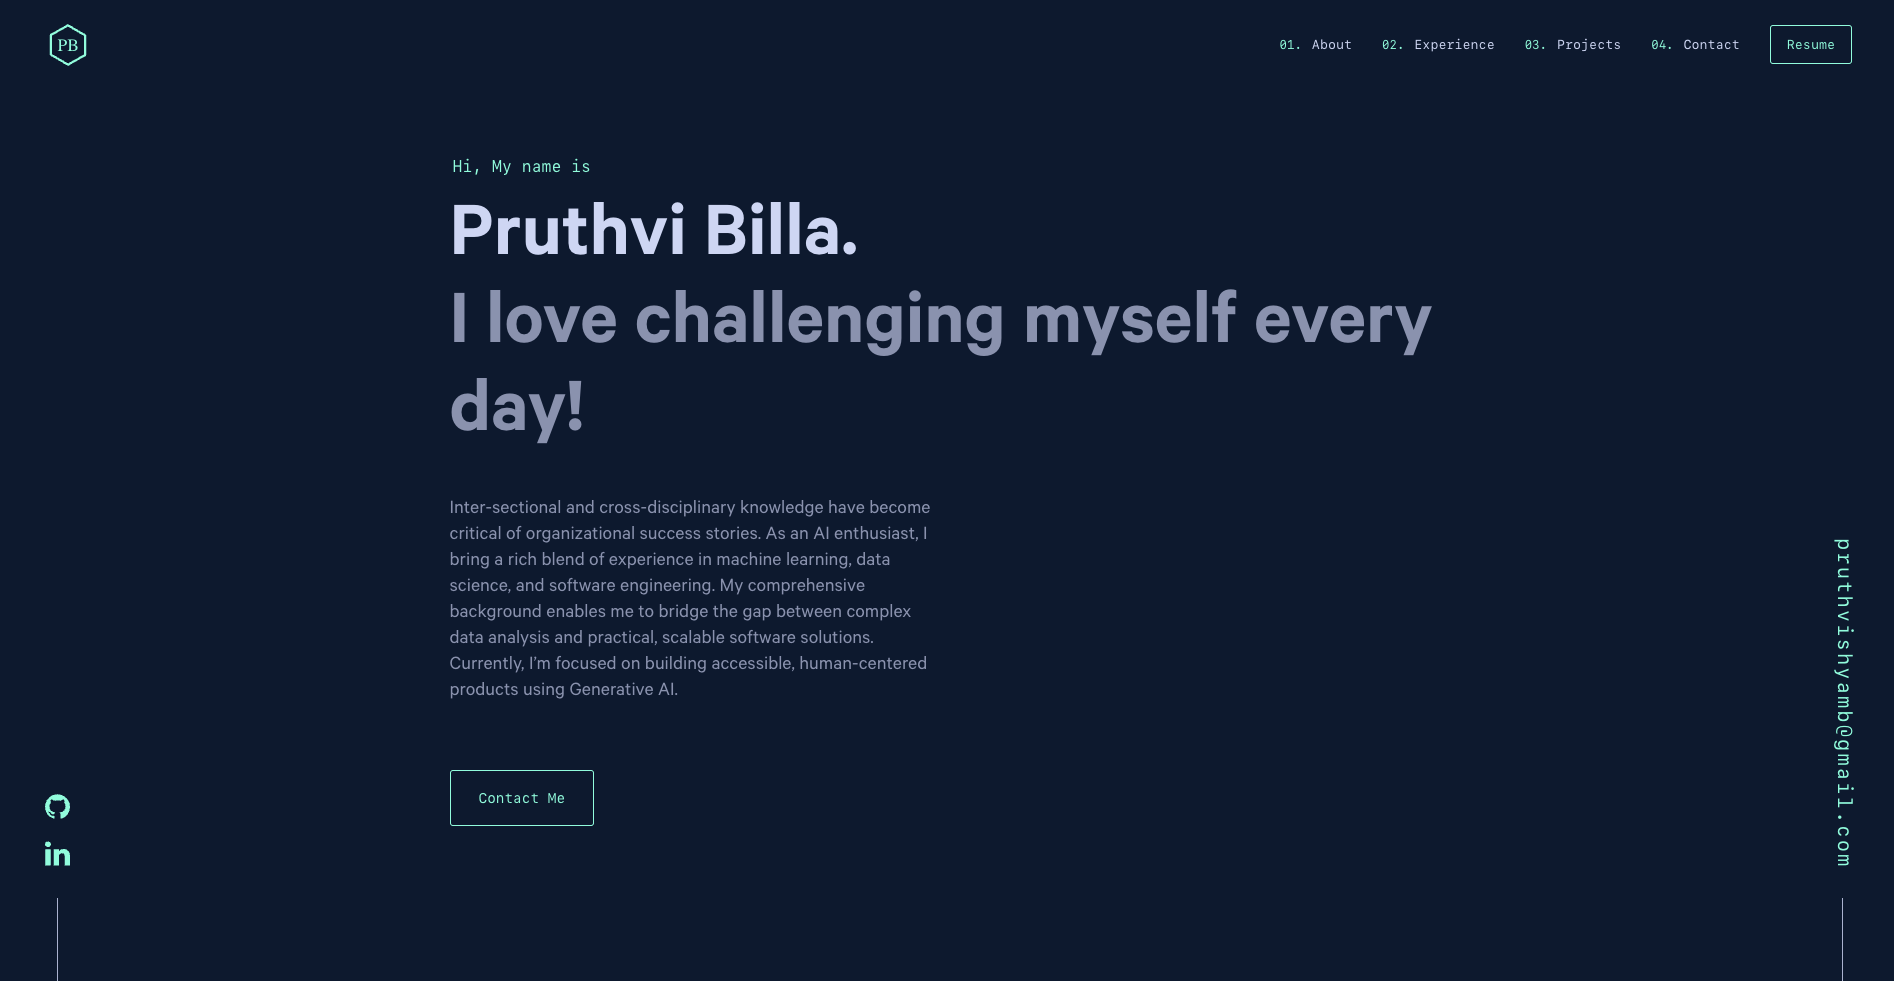 PB
01. About 02. Experience 03. Projects 04. Contact Resume
Hi, My name is
Pruthvi Billa.
I love challenging myself every
day!
Inter-sectional and cross-disciplinary knowledge have become
critical of organizational success stories. As an AI enthusiast, I
bring a rich blend of experience in machine learning, data
science, and software engineering. My comprehensive
background enables me to bridge the gap between complex
data analysis and practical, scalable software solutions.
Currently, I’m focused on building accessible, human-centered
products using Generative AI.
Contact Me
in
pruthvishyamb@gmail.com